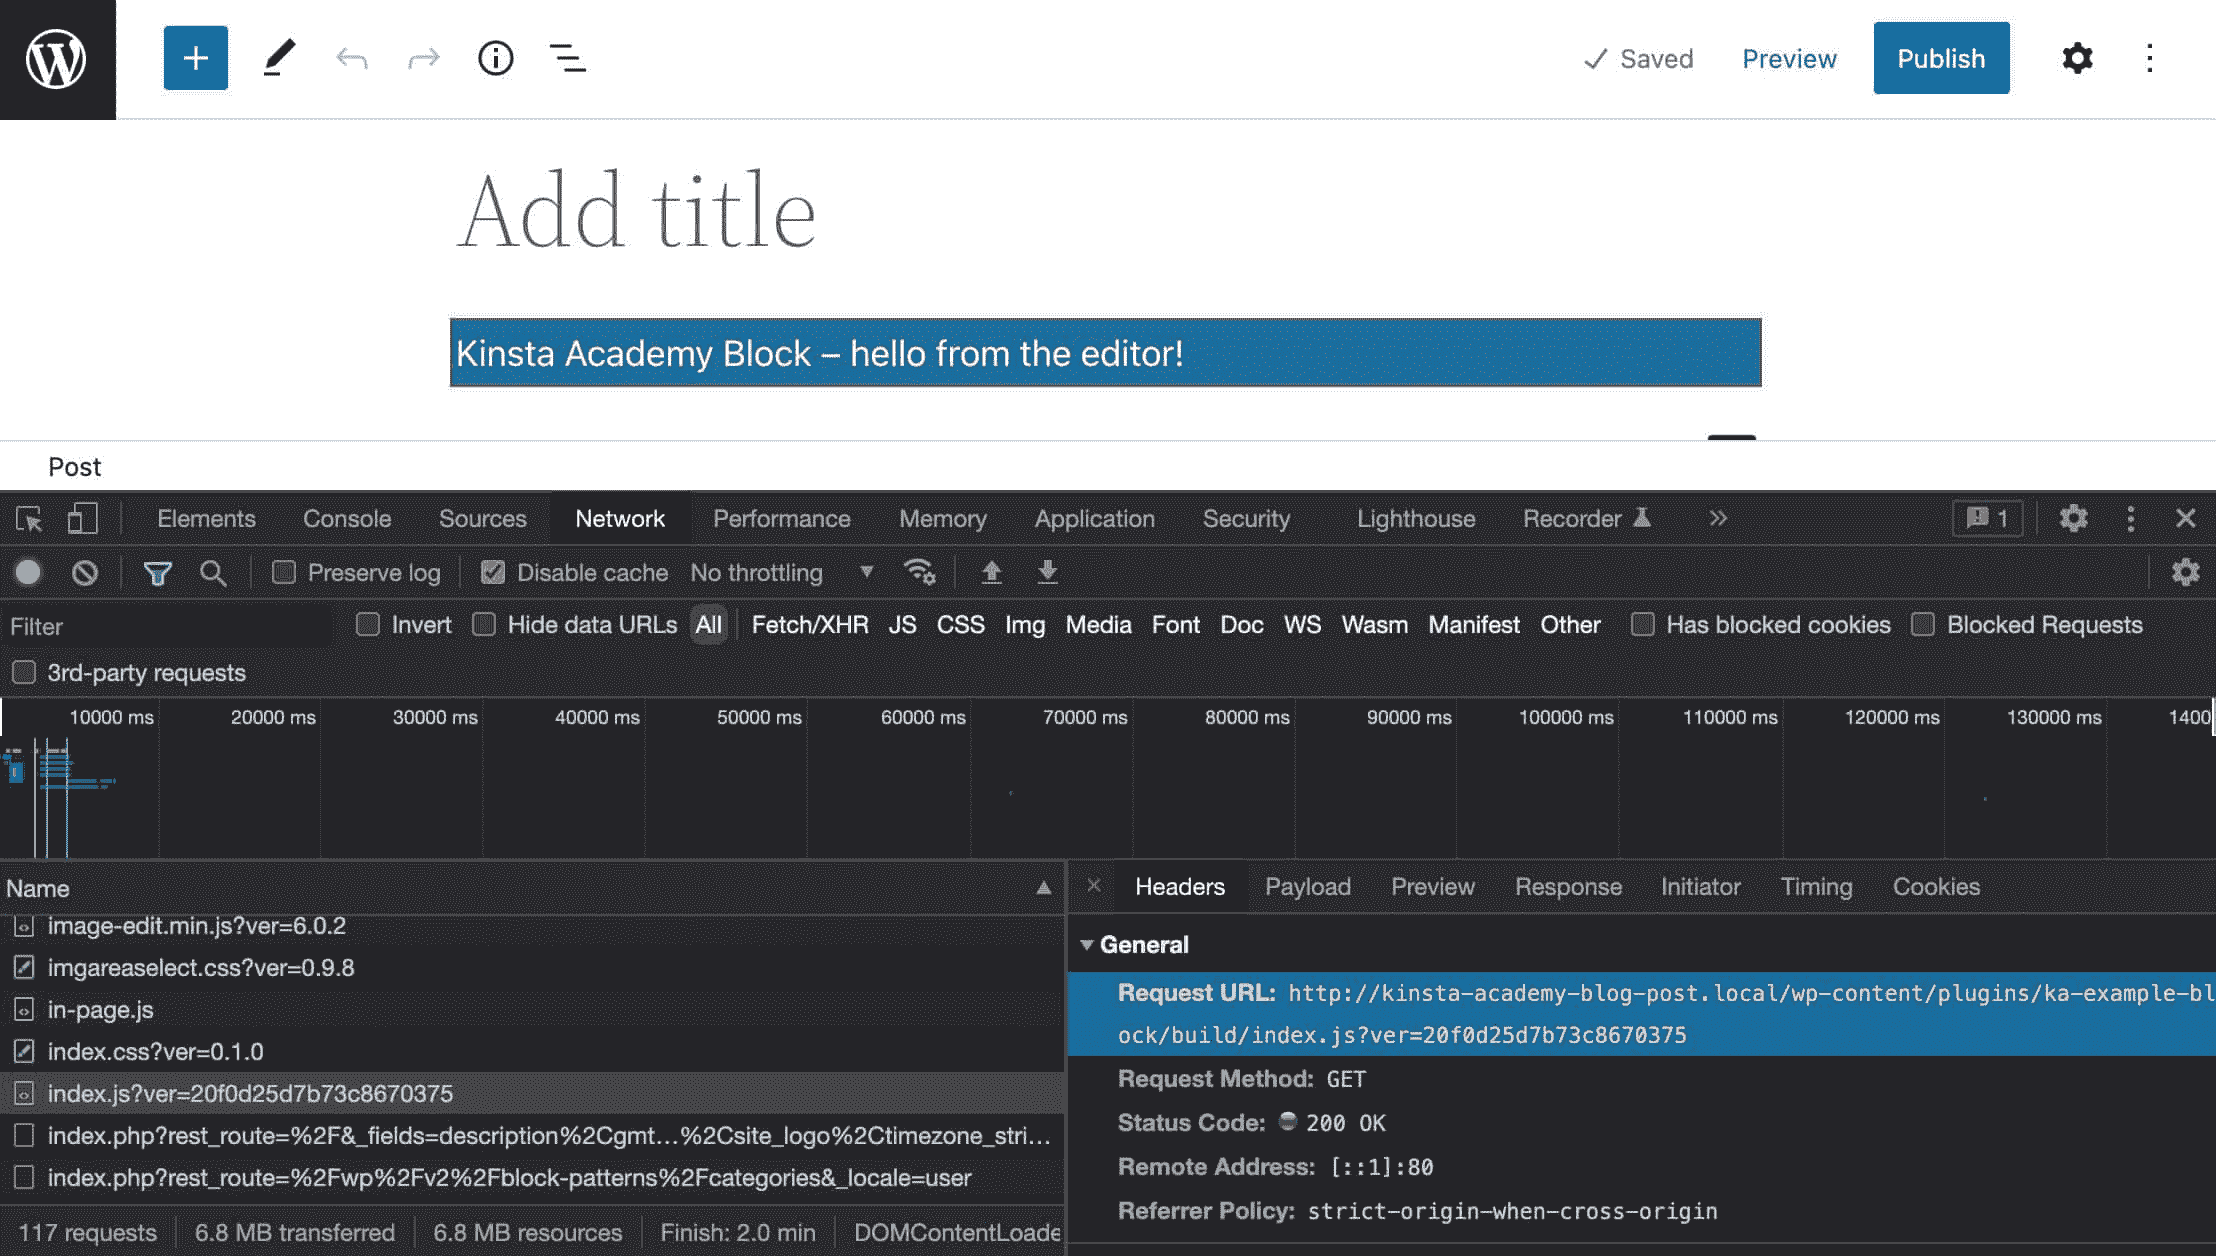 Saved Preview Publish
Add title
Kinsta Academy Block – hello from the editor!
Post
Elements Console Sources Network Performance Memory Application Security Lighthouse Recorder 1
Preserve log Disable cache No throttling
Filter Invert Hide data URLs All Fetch/XHR JS CSS Img Media Font Doc WS Wasm Manifest Other Has blocked cookies Blocked Requests
3rd-party requests
10000 ms 20000 ms 30000 ms 40000 ms 50000 ms 60000 ms 70000 ms 80000 ms 90000 ms 100000 ms 110000 ms 120000 ms 130000 ms 1400
Name
image-edit.min.js?ver=6.0.2
imgareaselect.css?ver=0.9.8
in-page.js
index.css?ver=0.1.0
index.js?ver=20f0d25d7b73c8670375
index.php?rest_route=%2F&_fields=description%2Cgmt…%2Csite_logo%2Ctimezone_stri…
index.php?rest_route=%2Fwp%2Fv2%2Fblock-patterns%2Fcategories&_locale=user
117 requests 6.8 MB transferred 6.8 MB resources Finish: 2.0 min DOMContentLoade
Headers Payload Preview Response Initiator Timing Cookies
General
Request URL: http://kinsta-academy-blog-post.local/wp-content/plugins/ka-example-bl
ock/build/index.js?ver=20f0d25d7b73c8670375
Request Method: GET
Status Code: 200 OK
Remote Address: [::1]:80
Referrer Policy: strict-origin-when-cross-origin